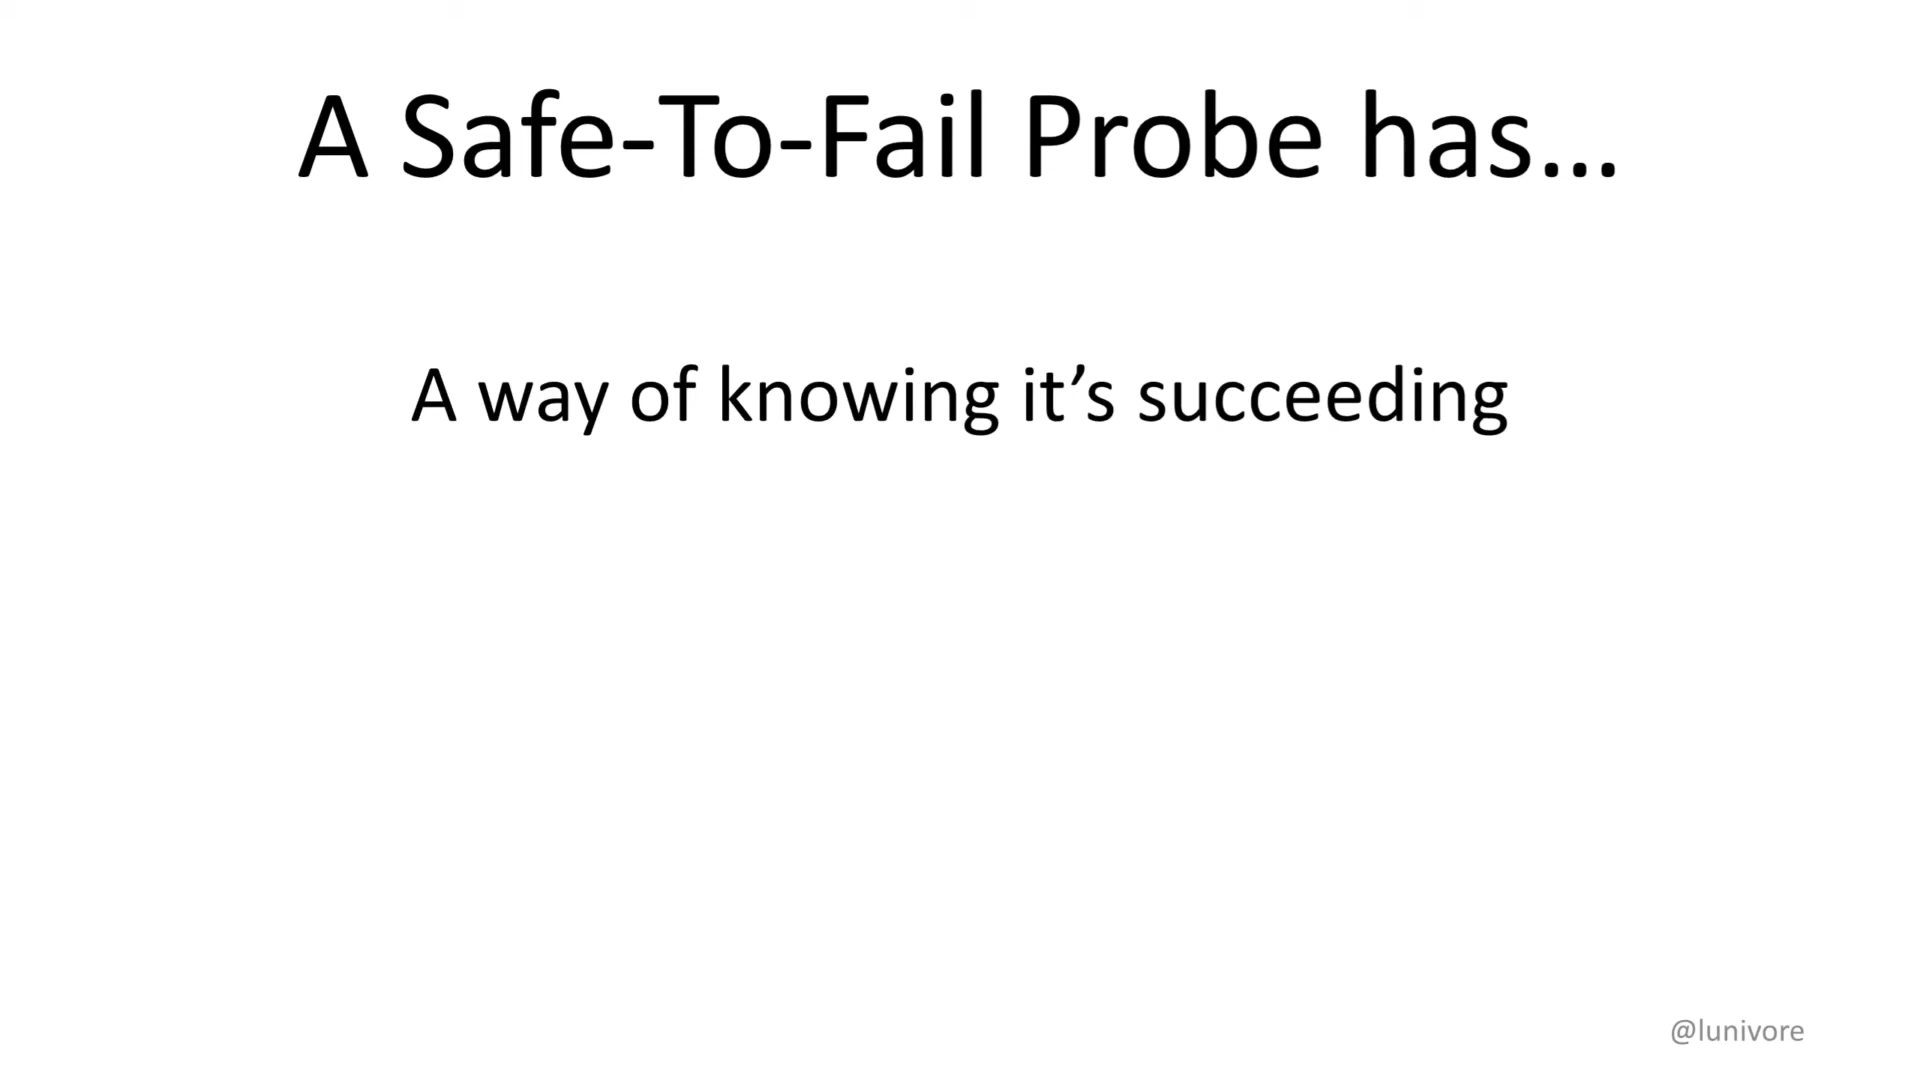 A Safe-To-Fail Probe has…
A way of knowing it’s succeeding
@lunivore